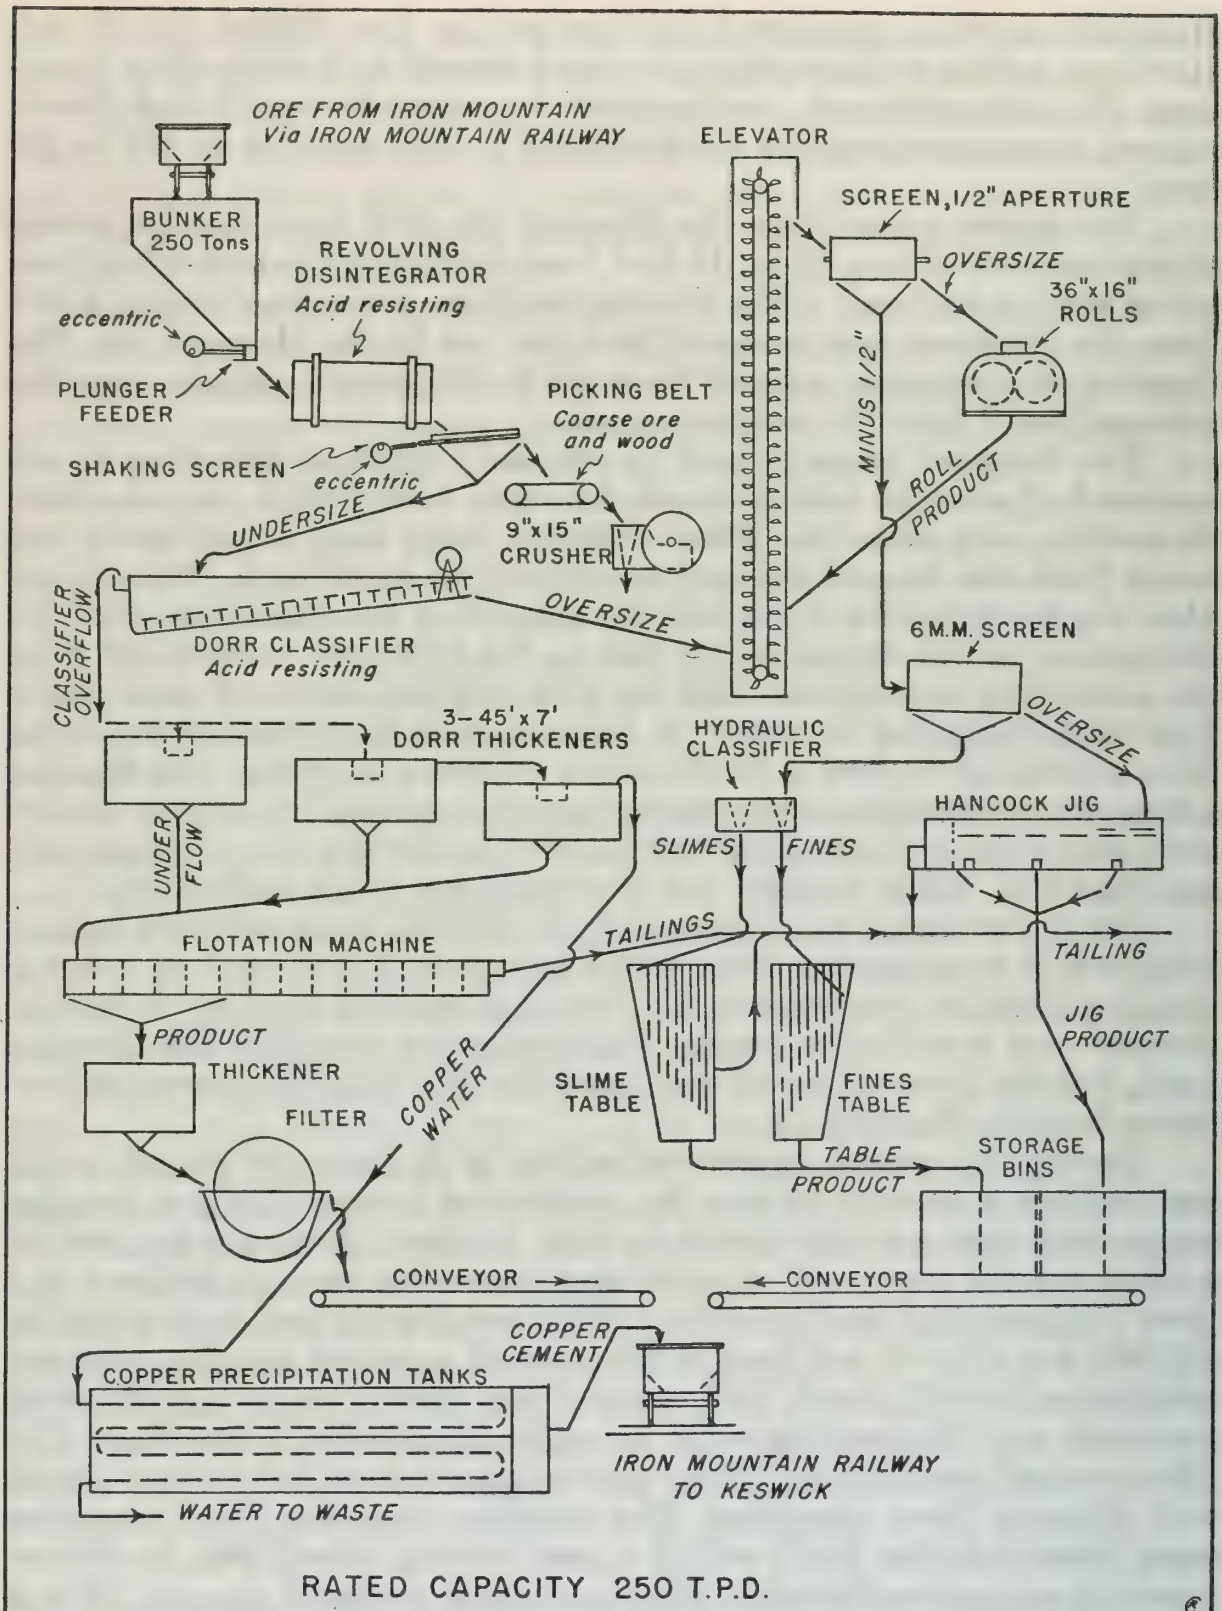 ORE FROM IRON MOUNTAIN
Via IRON MOUNTAIN RAILWAY
BUNKER
250 Tons
REVOLVING
DISINTEGRATOR
Acid resisting
eccentric
PLUNGER
FEEDER
PICKING BELT
Coarse ore
and wood
SHAKING SCREEN
eccentric
UNDERSIZE
9"x15"
CRUSHER
OVERSIZE
DORR CLASSIFIER
Acid resisting
CLASSIFIER
OVERFLOW
ELEVATOR
SCREEN, 1/2" APERTURE
OVERSIZE
36"x16"
ROLLS
MINUS 1/2"
ROLL
PRODUCT
6 M.M. SCREEN
OVERSIZE
3-45'x7'
DORR THICKENERS
HYDRAULIC
CLASSIFIER
HANCOCK JIG
UNDER
FLOW
SLIMES
FINES
FLOTATION MACHINE
TAILINGS
TAILING
PRODUCT
JIG
PRODUCT
THICKENER
COPPER
WATER
SLIME
TABLE
FINES
TABLE
FILTER
TABLE
PRODUCT
STORAGE
BINS
CONVEYOR
CONVEYOR
COPPER
CEMENT
COPPER PRECIPITATION TANKS
IRON MOUNTAIN RAILWAY
TO KESWICK
WATER TO WASTE
RATED CAPACITY 250 T.P.D.